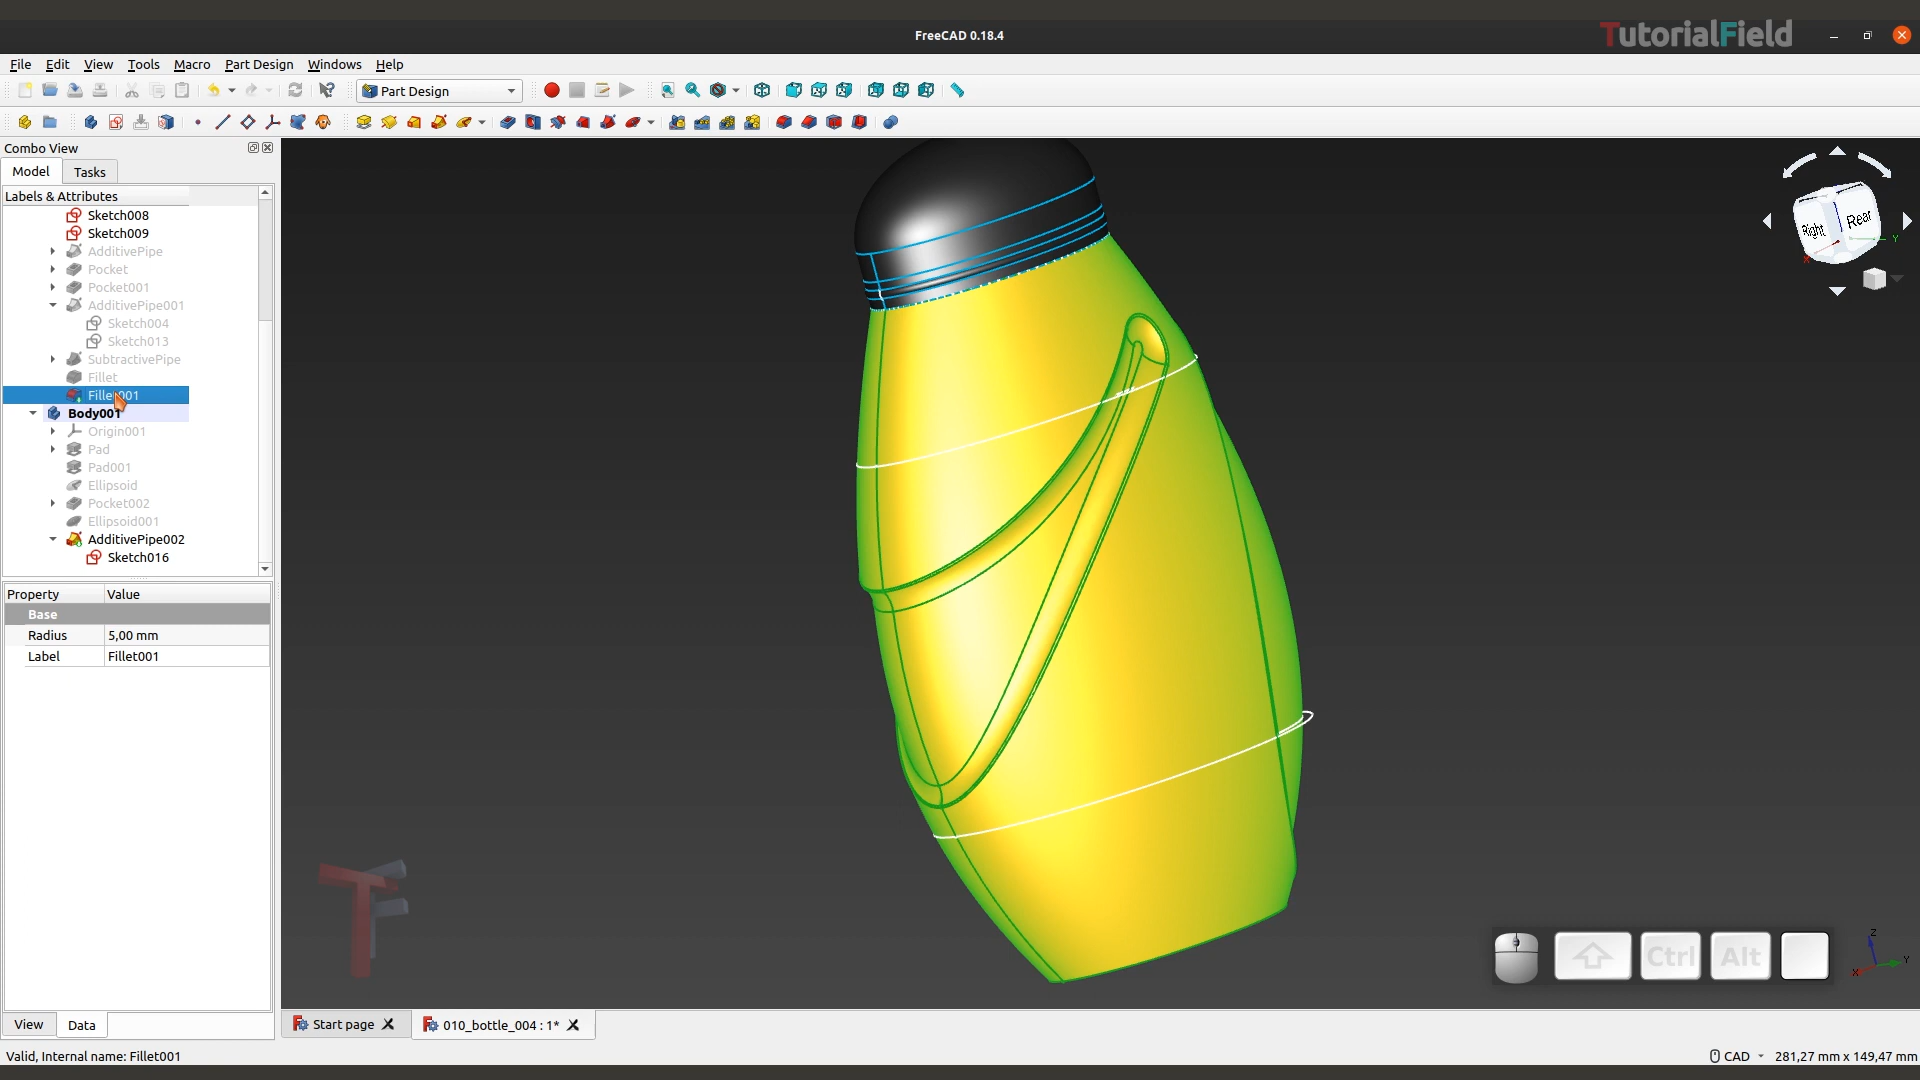 TutorialField
FreeCAD 0.18.4
File Edit View Tools Macro Part Design Windows Help
Part Design
Combo View
Model Tasks
Labels & Attributes
Sketch008
Sketch009
AdditivePipe
Pocket
Pocket001
AdditivePipe001
Sketch004
Sketch013
SubtractivePipe
Fillet
Fillet001
Body001
Origin001
Pad
Pad001
Ellipsoid
Pocket002
Ellipsoid001
AdditivePipe002
Sketch016
Property Value
Base
Radius 5,00 mm
Label Fillet001
View Data
Right Rear
X Y
Ctrl Alt
Z
X Y
Start page 010_bottle_004 : 1*
Valid, Internal name: Fillet001
CAD 281,27 mm x 149,47 mm